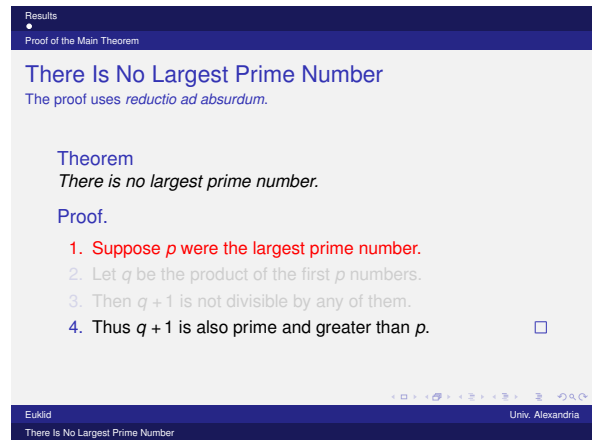 Results
Proof of the Main Theorem
There Is No Largest Prime Number
The proof uses reductio ad absurdum.
Theorem
There is no largest prime number.
Proof.
1. Suppose p were the largest prime number.
2. Let q be the product of the first p numbers.
3. Then q + 1 is not divisible by any of them.
4. Thus q + 1 is also prime and greater than p.
Euklid Univ. Alexandria
There Is No Largest Prime Number